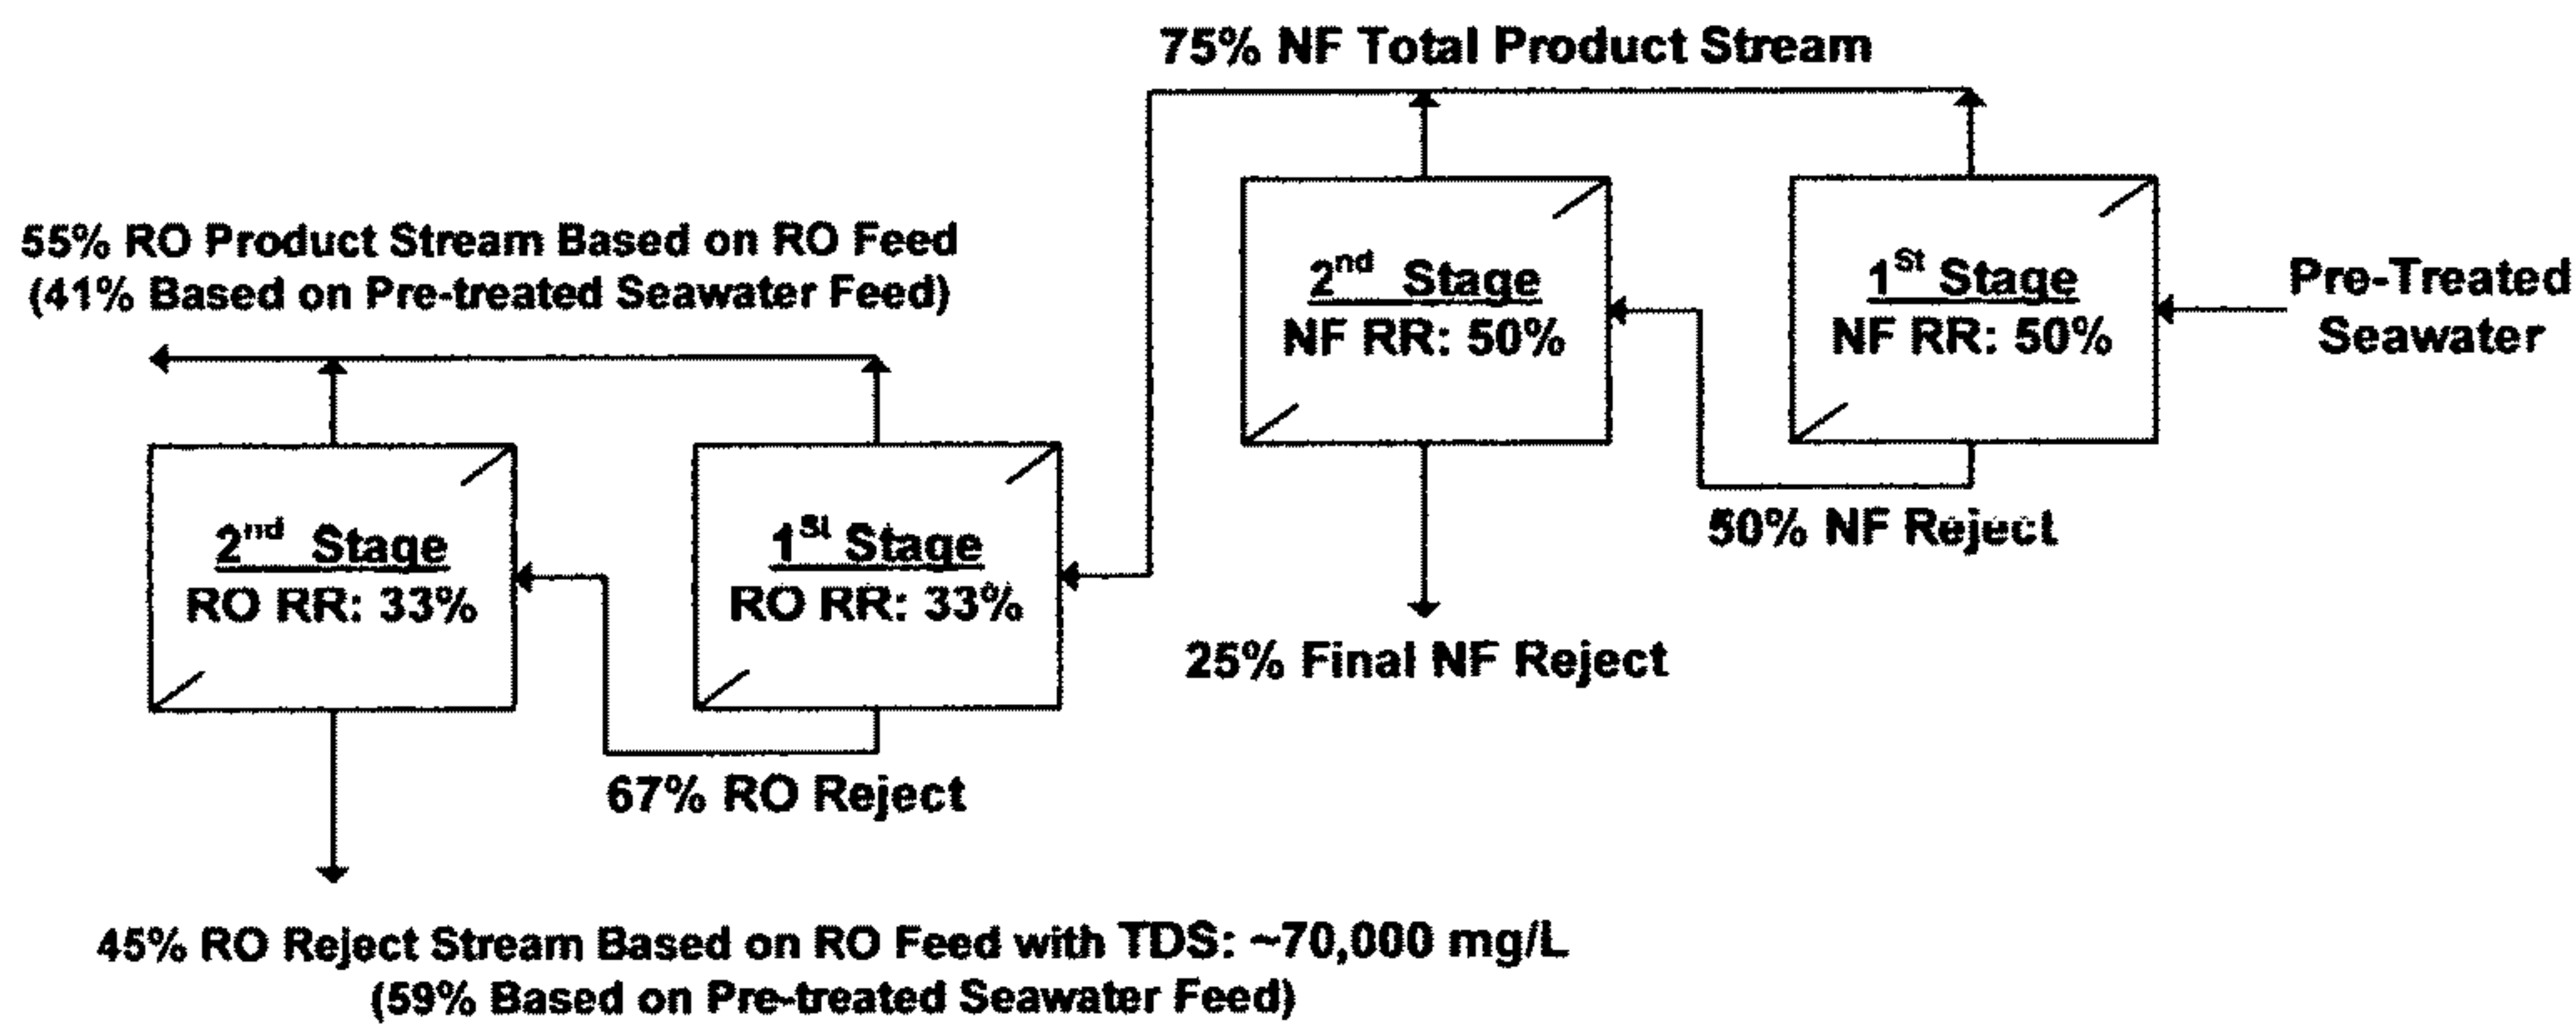 75% NF Total Product Stream
55% RO Product Stream Based on RO Feed
(41% Based on Pre-treated Seawater Feed)
2nd Stage
NF RR: 50%
1St Stage
NF RR: 50%
Pre-Treated
Seawater
50% NF Reject
2nd Stage
RO RR: 33%
1St Stage
RO RR: 33%
25% Final NF Reject
67% RO Reject
45% RO Reject Stream Based on RO Feed with TDS: ~70,000 mg/L
(59% Based on Pre-treated Seawater Feed)